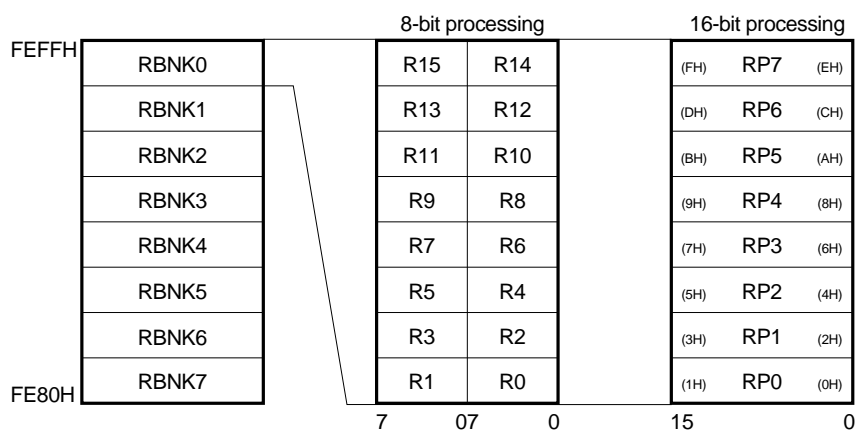 8-bit processing 16-bit processing
FEFFH RBNK0 R15 R14 (FH) RP7 (EH)
RBNK1 R13 R12 (DH) RP6 (CH)
RBNK2 R11 R10 (BH) RP5 (AH)
RBNK3 R9 R8 (9H) RP4 (8H)
RBNK4 R7 R6 (7H) RP3 (6H)
RBNK5 R5 R4 (5H) RP2 (4H)
RBNK6 R3 R2 (3H) RP1 (2H)
FE80H RBNK7 R1 R0 (1H) RP0 (0H)
7 07 0 15 0